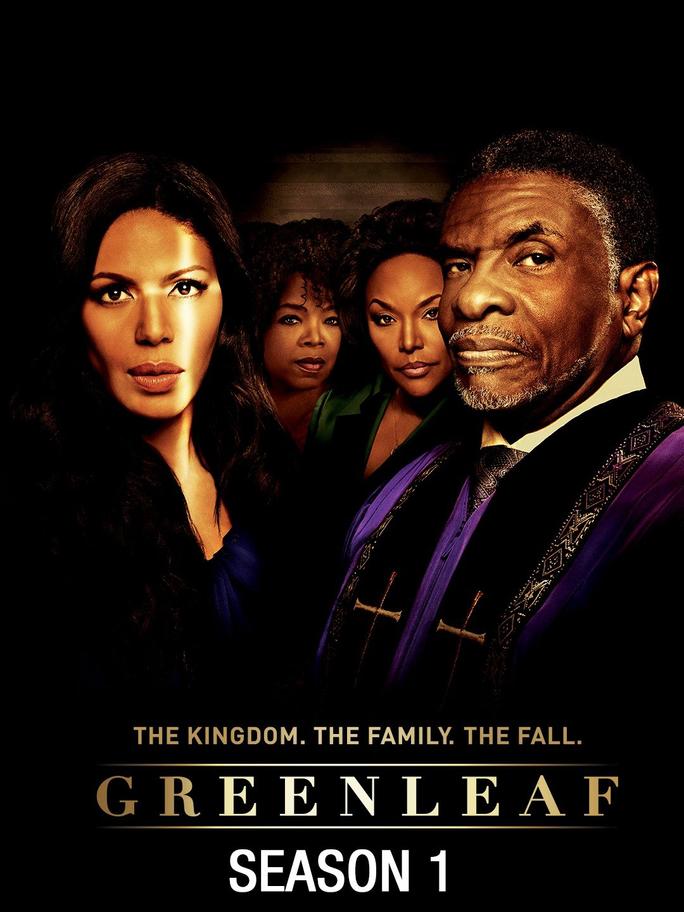 THE KINGDOM. THE FAMILY. THE FALL.
GREENLEAF
SEASON 1